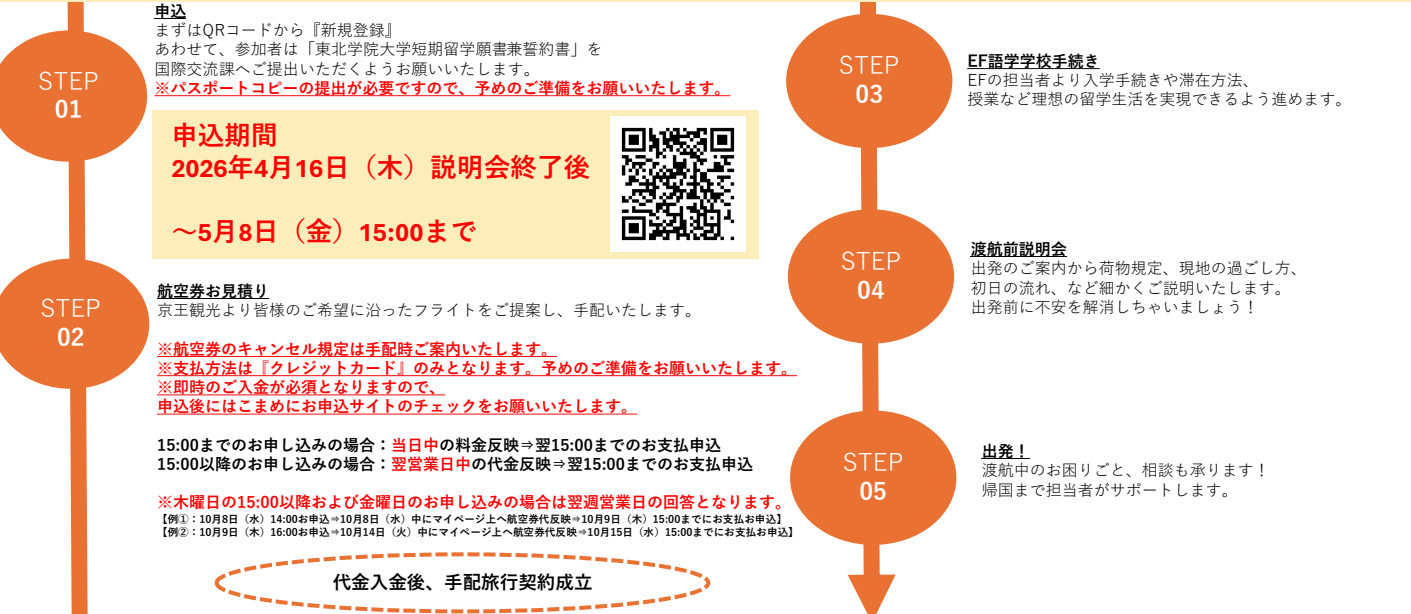 STEP
01
申込
まずはQRコードから『新規登録』
あわせて、参加者は「東北学院大学短期留学願書兼誓約書」を
国際交流課へご提出いただくようお願いいたします。
※パスポートコピーの提出が必要ですので、予めのご準備をお願いいたします。
申込期間
2026年4月16日（木）説明会終了後
～5月8日（金）15:00まで
STEP
02
航空券お見積り
京王観光より皆様のご希望に沿ったフライトをご提案し、手配いたします。
※航空券のキャンセル規定は手配時ご案内いたします。
※支払方法は『クレジットカード』のみとなります。予めのご準備をお願いいたします。
※即時のご入金が必須となりますので、
申込後にはこまめにお申込サイトのチェックをお願いいたします。
15:00までのお申し込みの場合：当日中の料金反映⇒翌15:00までのお支払申込
15:00以降のお申し込みの場合：翌営業日中の代金反映⇒翌15:00までのお支払申込
※木曜日の15:00以降および金曜日のお申し込みの場合は翌週営業日の回答となります。
【例①：10月8日（水）14:00お申込⇒10月8日（水）中にマイページ上へ航空券代反映⇒10月9日（木）15:00までにお支払お申込】
【例②：10月9日（木）16:00お申込⇒10月14日（火）中にマイページ上へ航空券代反映⇒10月15日（水）15:00までにお支払お申込】
代金入金後、手配旅行契約成立
STEP
03
EF語学学校手続き
EFの担当者より入学手続きや滞在方法、
授業など理想の留学生活を実現できるよう進めます。
STEP
04
渡航前説明会
出発のご案内から荷物規定、現地の過ごし方、
初日の流れ、など細かくご説明いたします。
出発前に不安を解消しちゃいましょう！
STEP
05
出発！
渡航中のお困りごと、相談も承ります！
帰国まで担当者がサポートします。